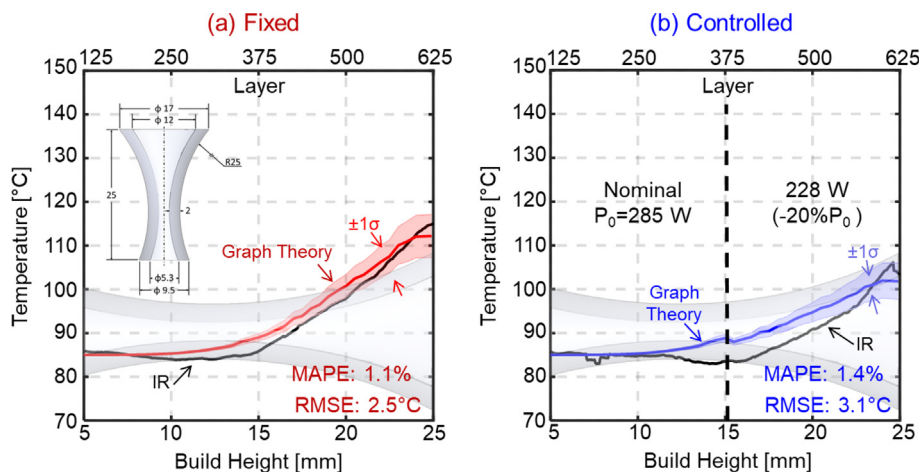 (a) Fixed
125 250 375 500 625
Layer
150
140
130
120
110
100
90
80
70
Temperature [°C]
ϕ 17
ϕ 12
R25
25
2
ϕ5.3
ϕ 9.5
±1σ
Graph Theory
IR
MAPE: 1.1%
RMSE: 2.5°C
5 10 15 20 25
Build Height [mm]
(b) Controlled
125 250 375 500 625
Layer
150
140
130
120
110
100
90
80
70
Temperature [°C]
Nominal
P₀=285 W
228 W
(-20%P₀ )
±1σ
Graph
Theory
IR
MAPE: 1.4%
RMSE: 3.1°C
5 10 15 20 25
Build Height [mm]